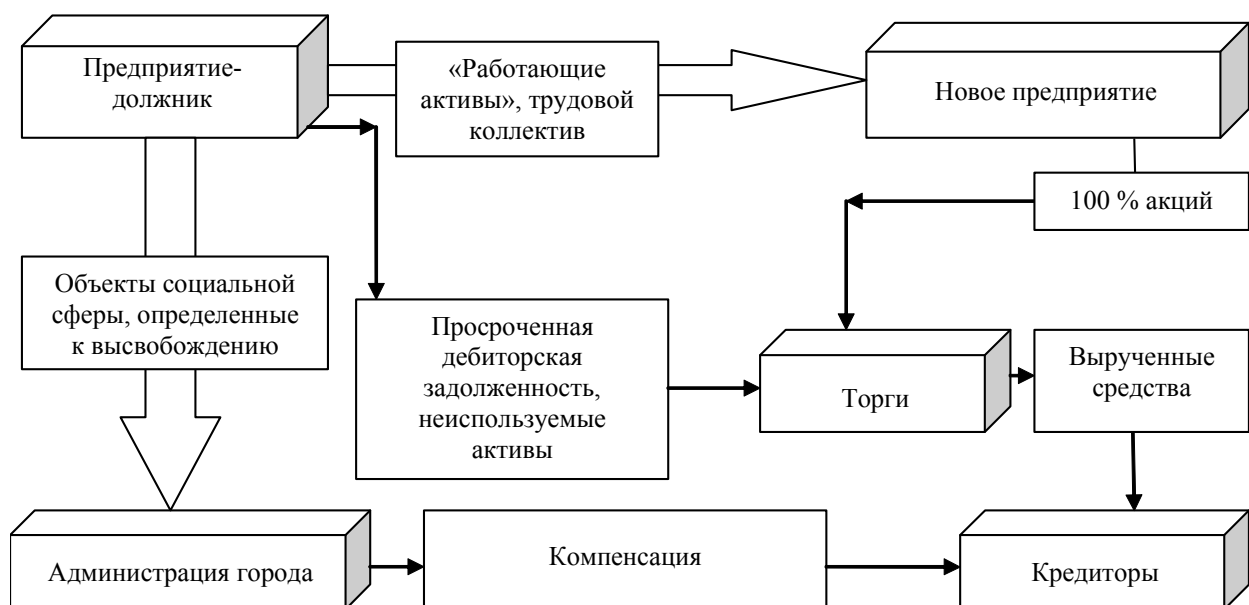 Предприятие-
должник
«Работающие
активы», трудовой
коллектив
Новое предприятие
100 % акций
Объекты социальной
сферы, определенные
к высвобождению
Просроченная
дебиторская
задолженность,
неиспользуемые
активы
Торги
Вырученные
средства
Администрация города
Компенсация
Кредиторы